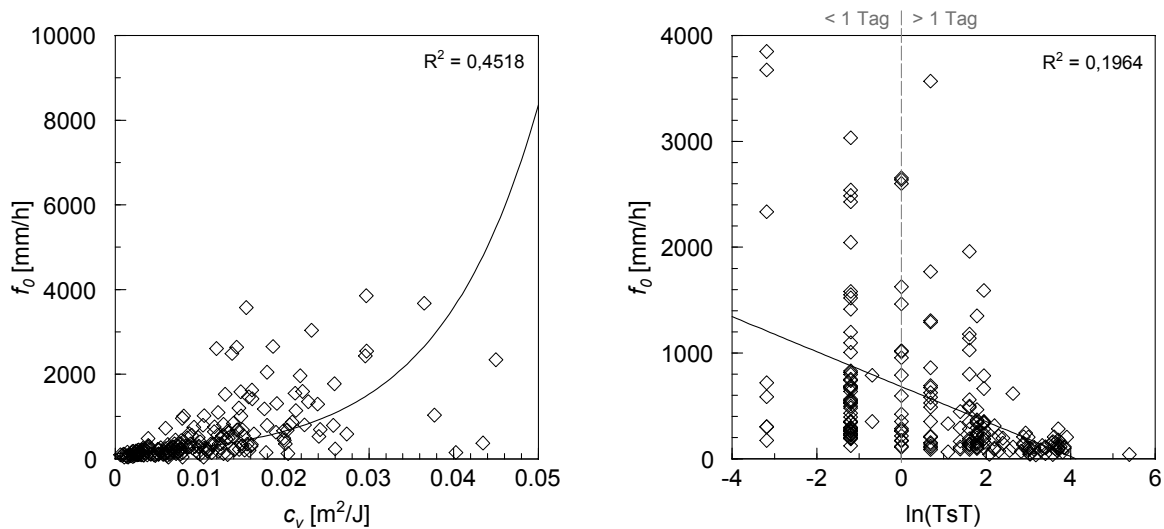 10000
8000
6000
4000
2000
0
f0 [mm/h]
R2 = 0,4518
0 0.01 0.02 0.03 0.04 0.05
cv [m2/J]
< 1 Tag > 1 Tag
4000
3000
2000
1000
0
f0 [mm/h]
R2 = 0,1964
-4 -2 0 2 4 6
ln(TsT)